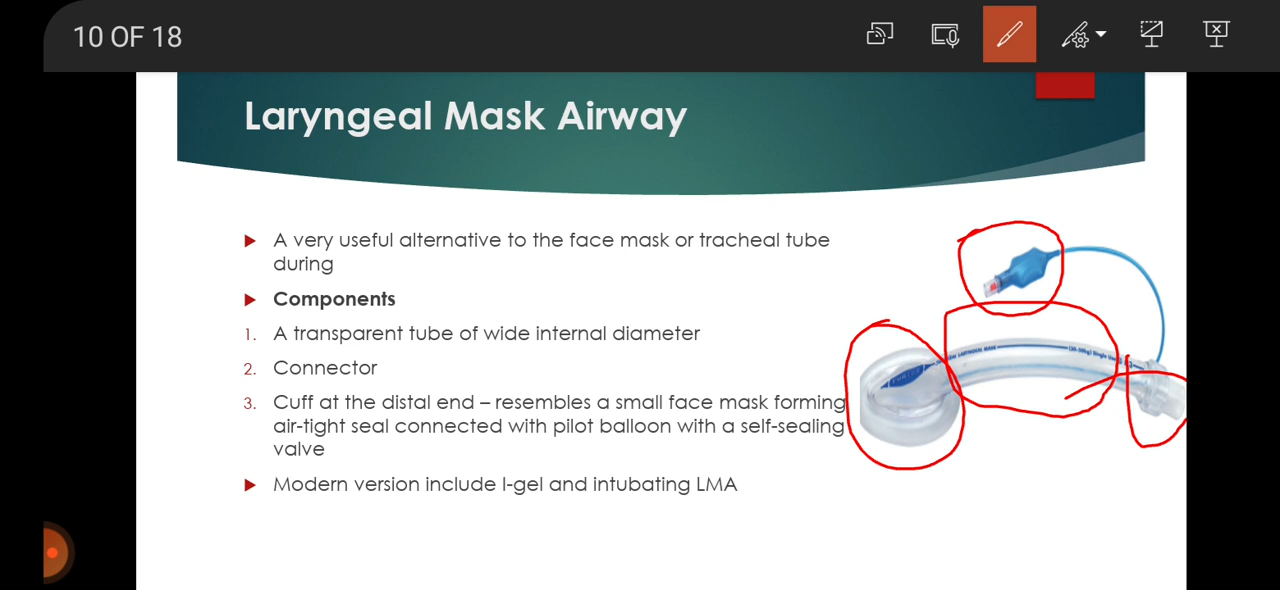 10 OF 18
Laryngeal Mask Airway
A very useful alternative to the face mask or tracheal tube
during
Components
1. A transparent tube of wide internal diameter
2. Connector
3. Cuff at the distal end – resembles a small face mask forming
air-tight seal connected with pilot balloon with a self-sealing
valve
Modern version include I-gel and intubating LMA
LARYNGEAL MASK